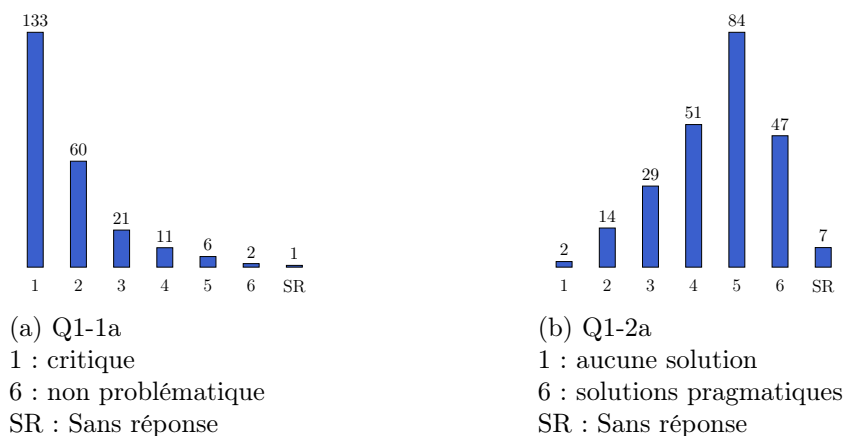 133
60
21
11
6
2
1
1 2 3 4 5 6 SR
(a) Q1-1a
1 : critique
6 : non problématique
SR : Sans réponse
2
14
29
51
84
47
7
1 2 3 4 5 6 SR
(b) Q1-2a
1 : aucune solution
6 : solutions pragmatiques
SR : Sans réponse